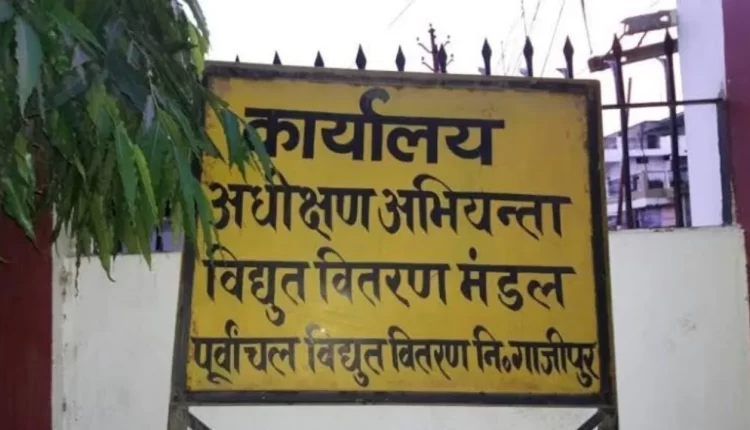 कार्यालय
अधीक्षण अभियन्ता
विद्युत वितरण मंडल
पूर्वांचल विद्युत वितरण नि॰ गाजीपुर